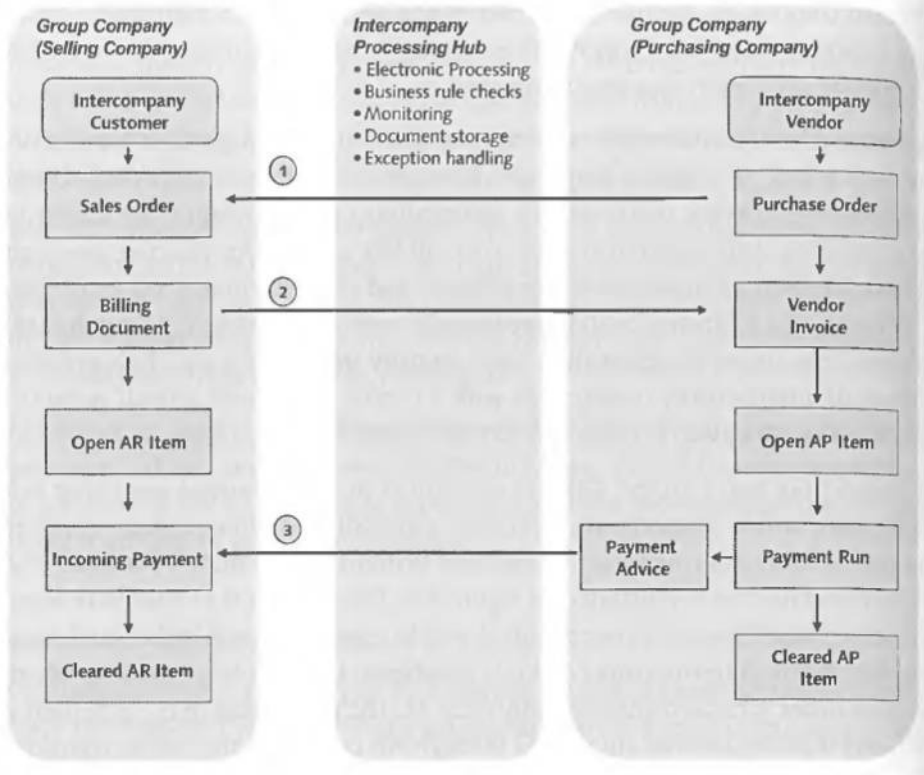 Group Company
(Selling Company)
Intercompany
Processing Hub
• Electronic Processing
• Business rule checks
• Monitoring
• Document storage
• Exception handling
Group Company
(Purchasing Company)
Intercompany
Customer
Intercompany
Vendor
1
Sales Order
Purchase Order
2
Billing
Document
Vendor
Invoice
Open AR Item
Open AP Item
3
Incoming Payment
Payment
Advice
Payment Run
Cleared AR Item
Cleared AP
Item